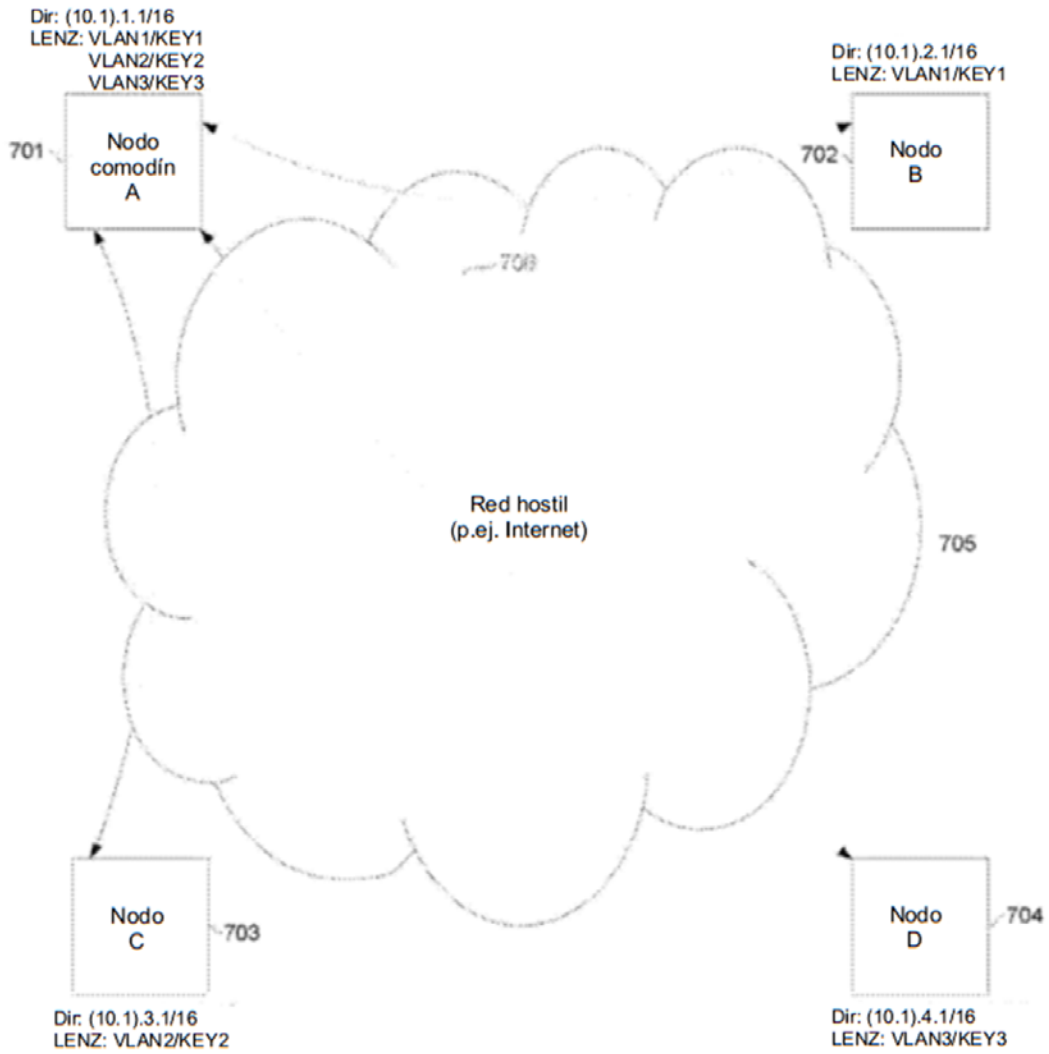 Dir: (10.1).1.1/16
LENZ: VLAN1/KEY1
VLAN2/KEY2
VLAN3/KEY3
701
Nodo
comodín
A
Dir: (10.1).2.1/16
LENZ: VLAN1/KEY1
702
Nodo
B
Red hostil
(p.ej. Internet)
705
Nodo
C
703
Dir: (10.1).3.1/16
LENZ: VLAN2/KEY2
Nodo
D
704
Dir: (10.1).4.1/16
LENZ: VLAN3/KEY3